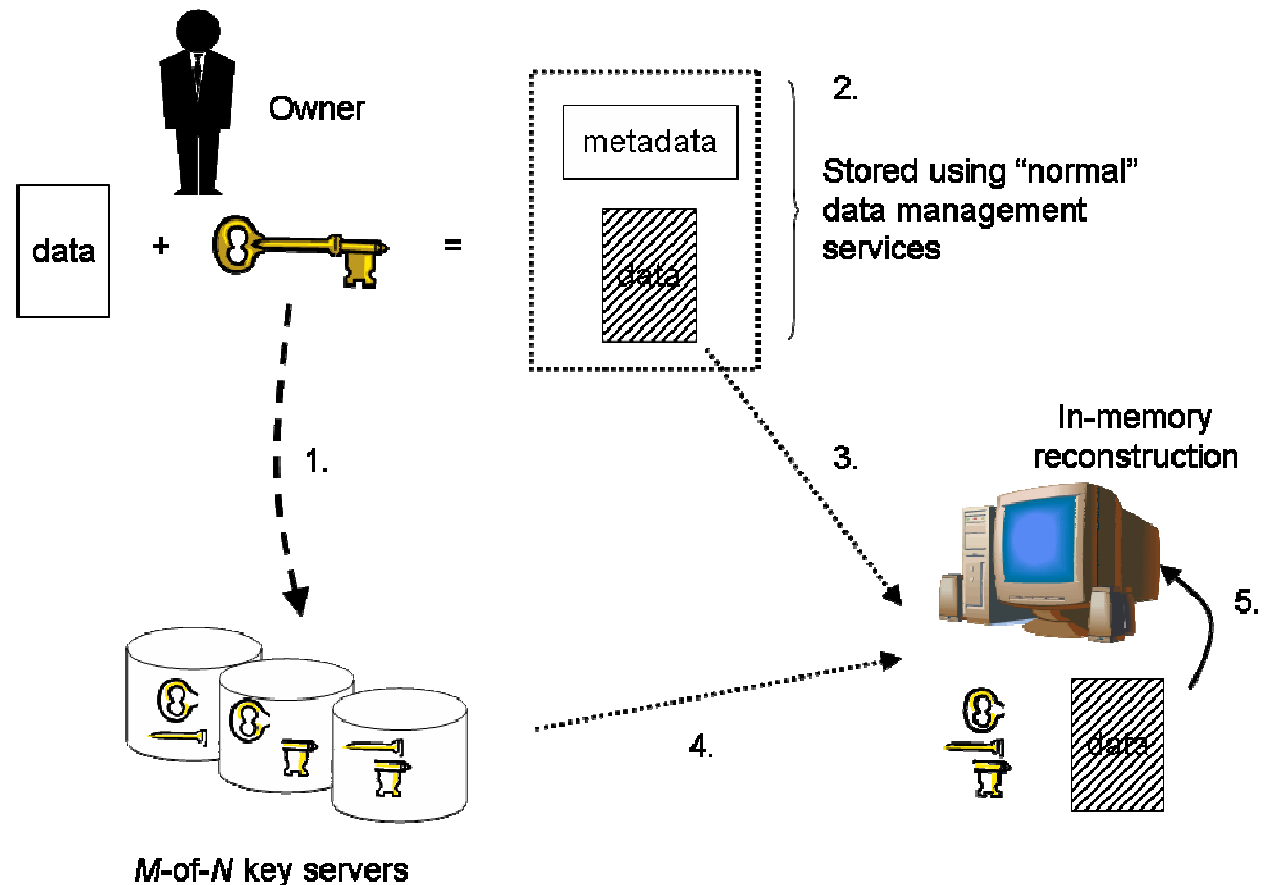 Owner
data
+
=
metadata
data
2.
Stored using “normal”
data management
services
1.
3.
In-memory
reconstruction
4.
5.
data
M-of-N key servers